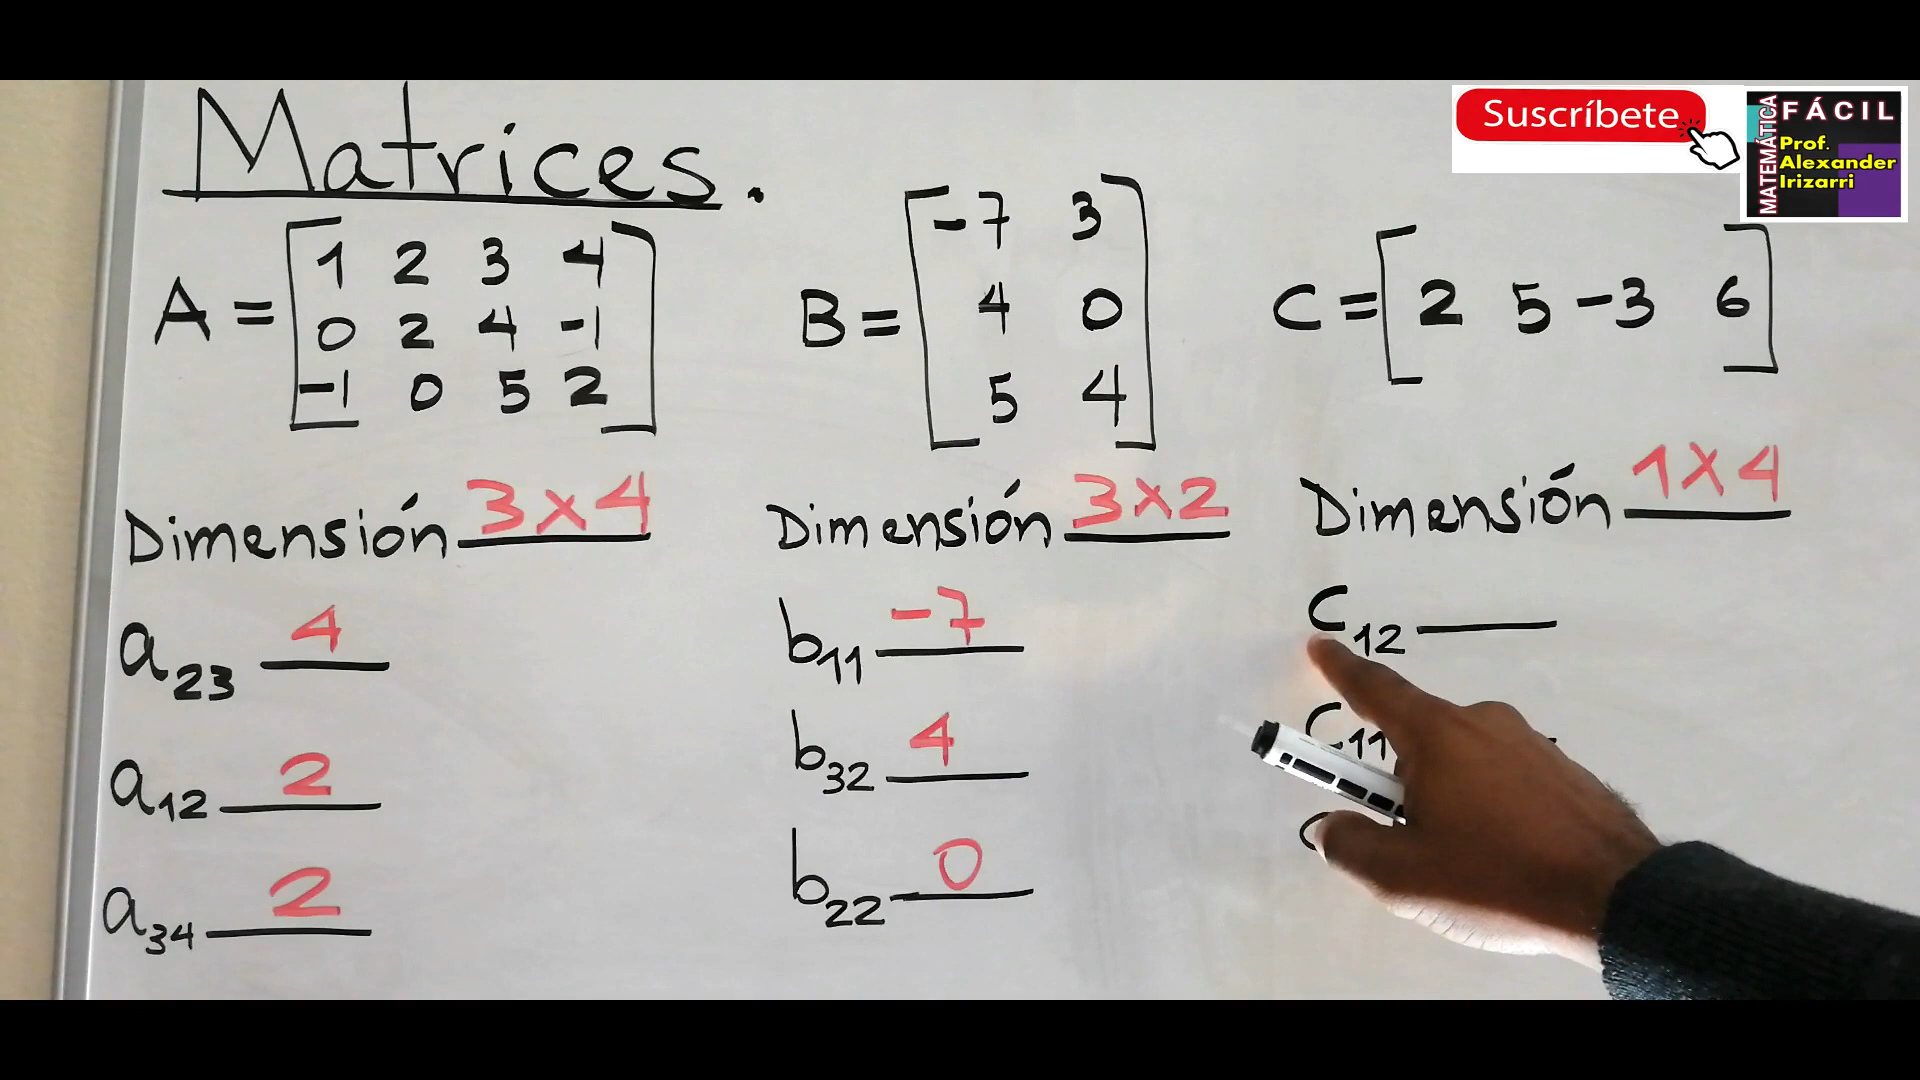 Matrices.
Suscríbete
MATEMÁTICA
FÁCIL
Prof.
Alexander
Irizarri
A = [1 2 3 4
0 2 4 -1
-1 0 5 2]
Dimensión 3x4
a23 4
a12 2
a34 2
B = [-7 3
4 0
5 4]
Dimensión 3x2
b11 -7
b32 4
b22 0
C = [2 5 -3 6]
Dimensión 1x4
C12
C11